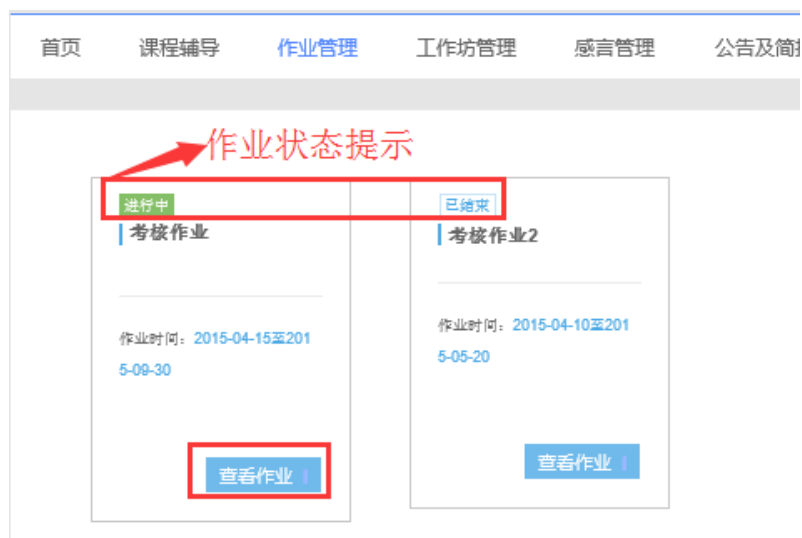 首页 课程辅导 作业管理 工作坊管理 感言管理 公告及简
作业状态提示
进行中
考核作业
作业时间：2015-04-15至201
5-09-30
查看作业
已结束
考核作业2
作业时间：2015-04-10至201
5-05-20
查看作业